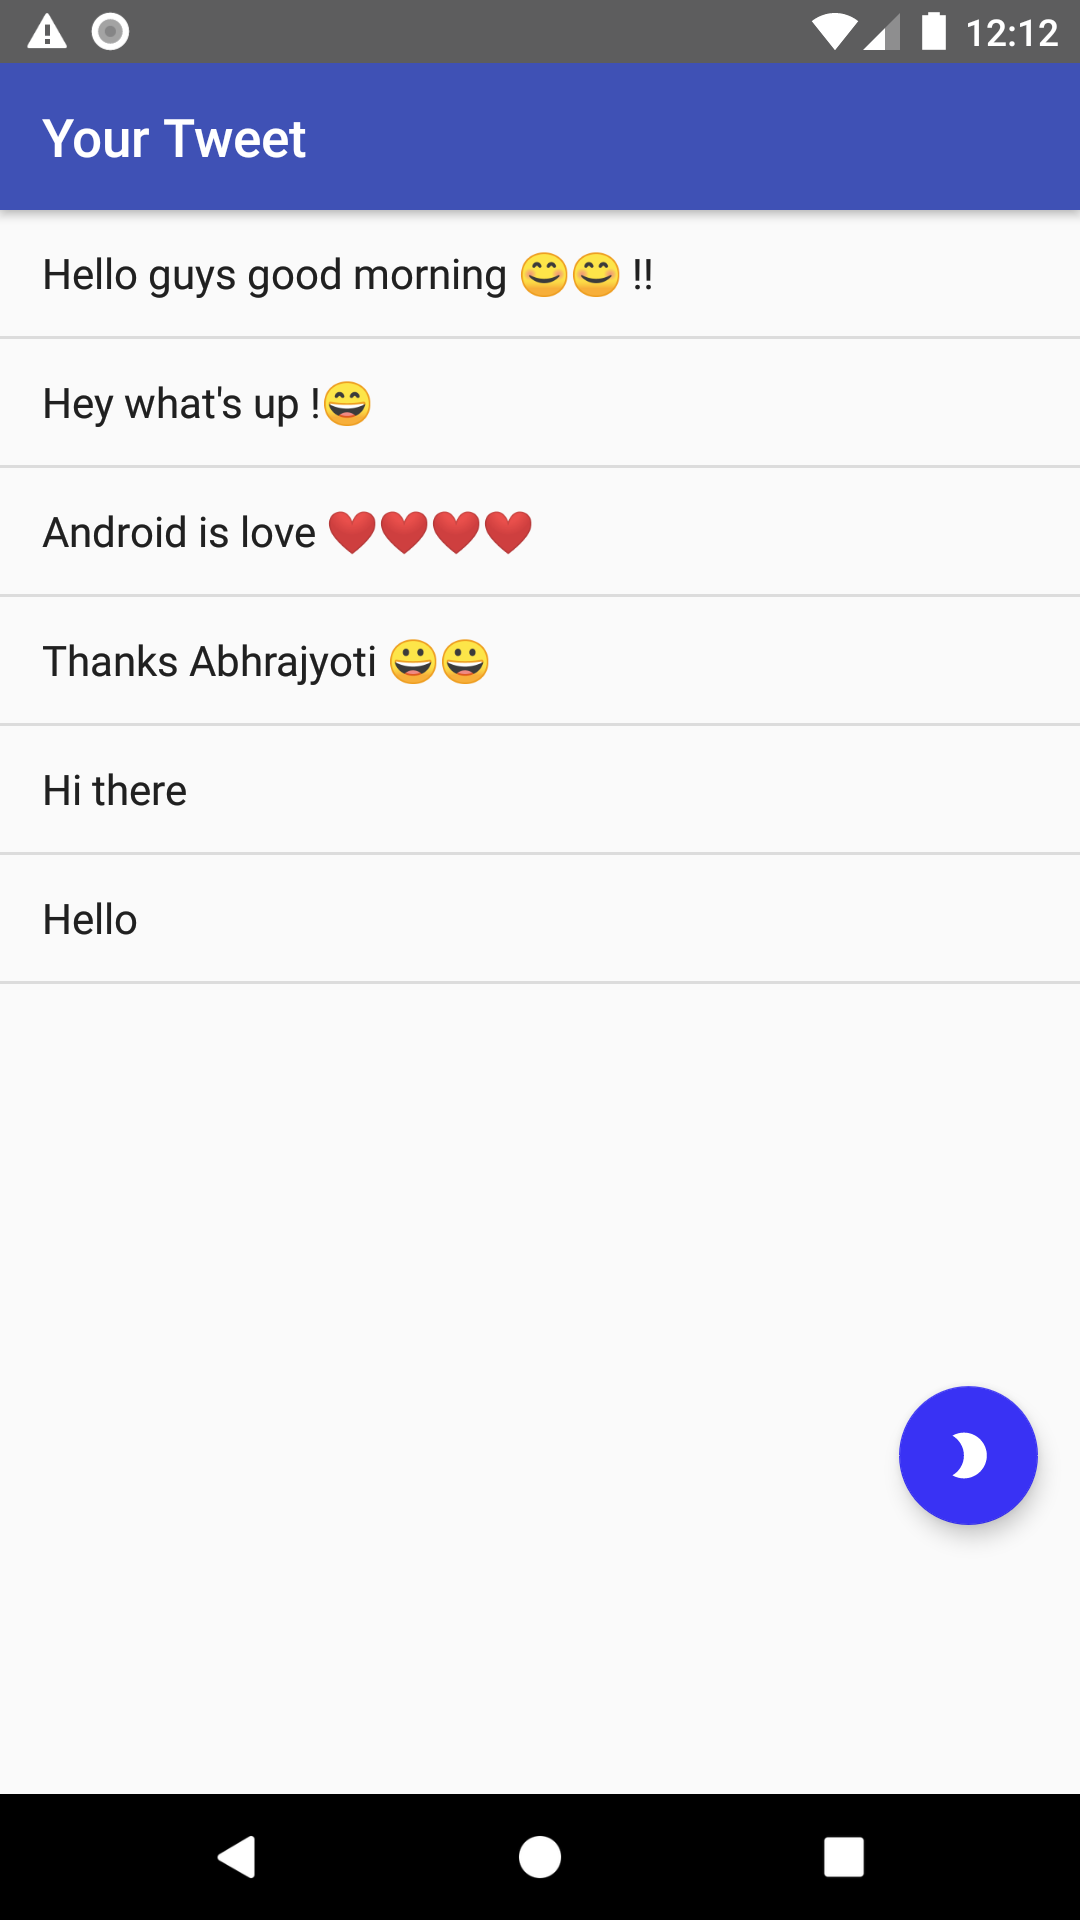 12:12
Your Tweet
Hello guys good morning 😊😊 !!
Hey what's up !😄
Android is love ❤️❤️❤️❤️
Thanks Abhrajyoti 😀😀
Hi there
Hello